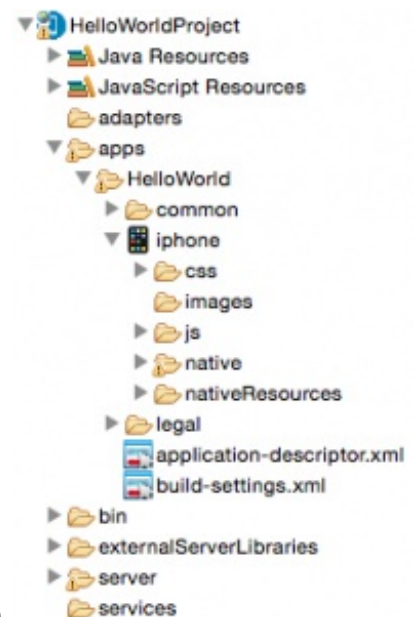 HelloWorldProject
Java Resources
JavaScript Resources
adapters
apps
HelloWorld
common
iphone
css
images
js
native
nativeResources
legal
application-descriptor.xml
build-settings.xml
bin
externalServerLibraries
server
services